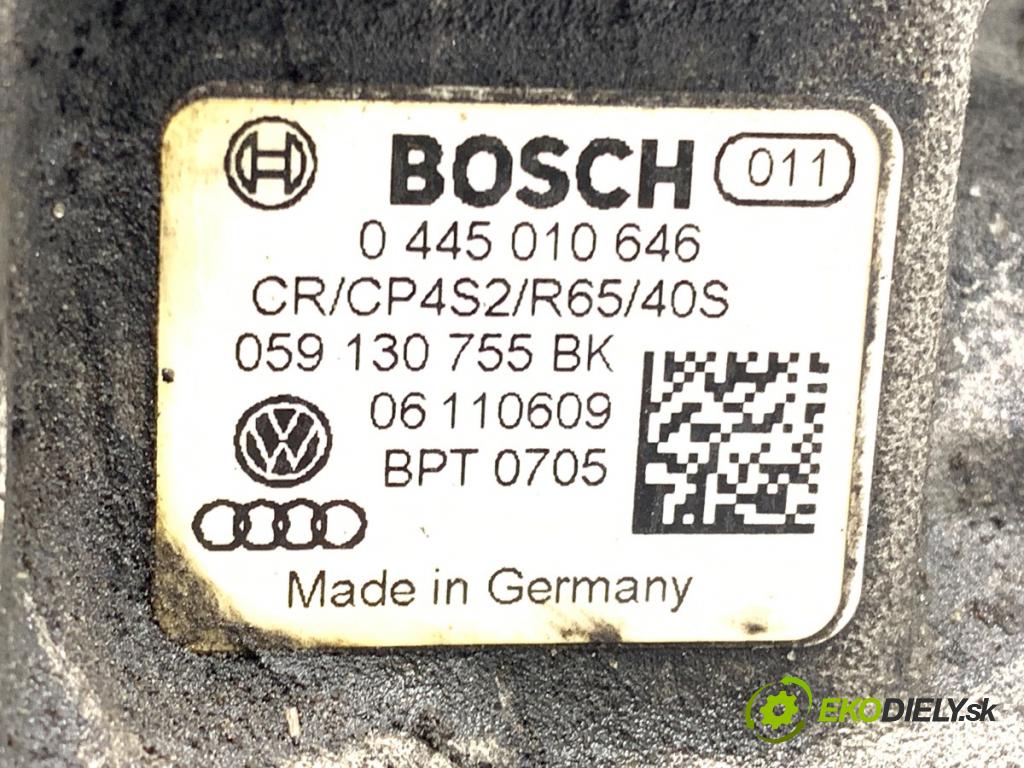 BOSCH 011
0 445 010 646
CR/CP4S2/R65/40S
059 130 755 BK
06 110609
BPT 0705
Made in Germany
EKODIELY.sk